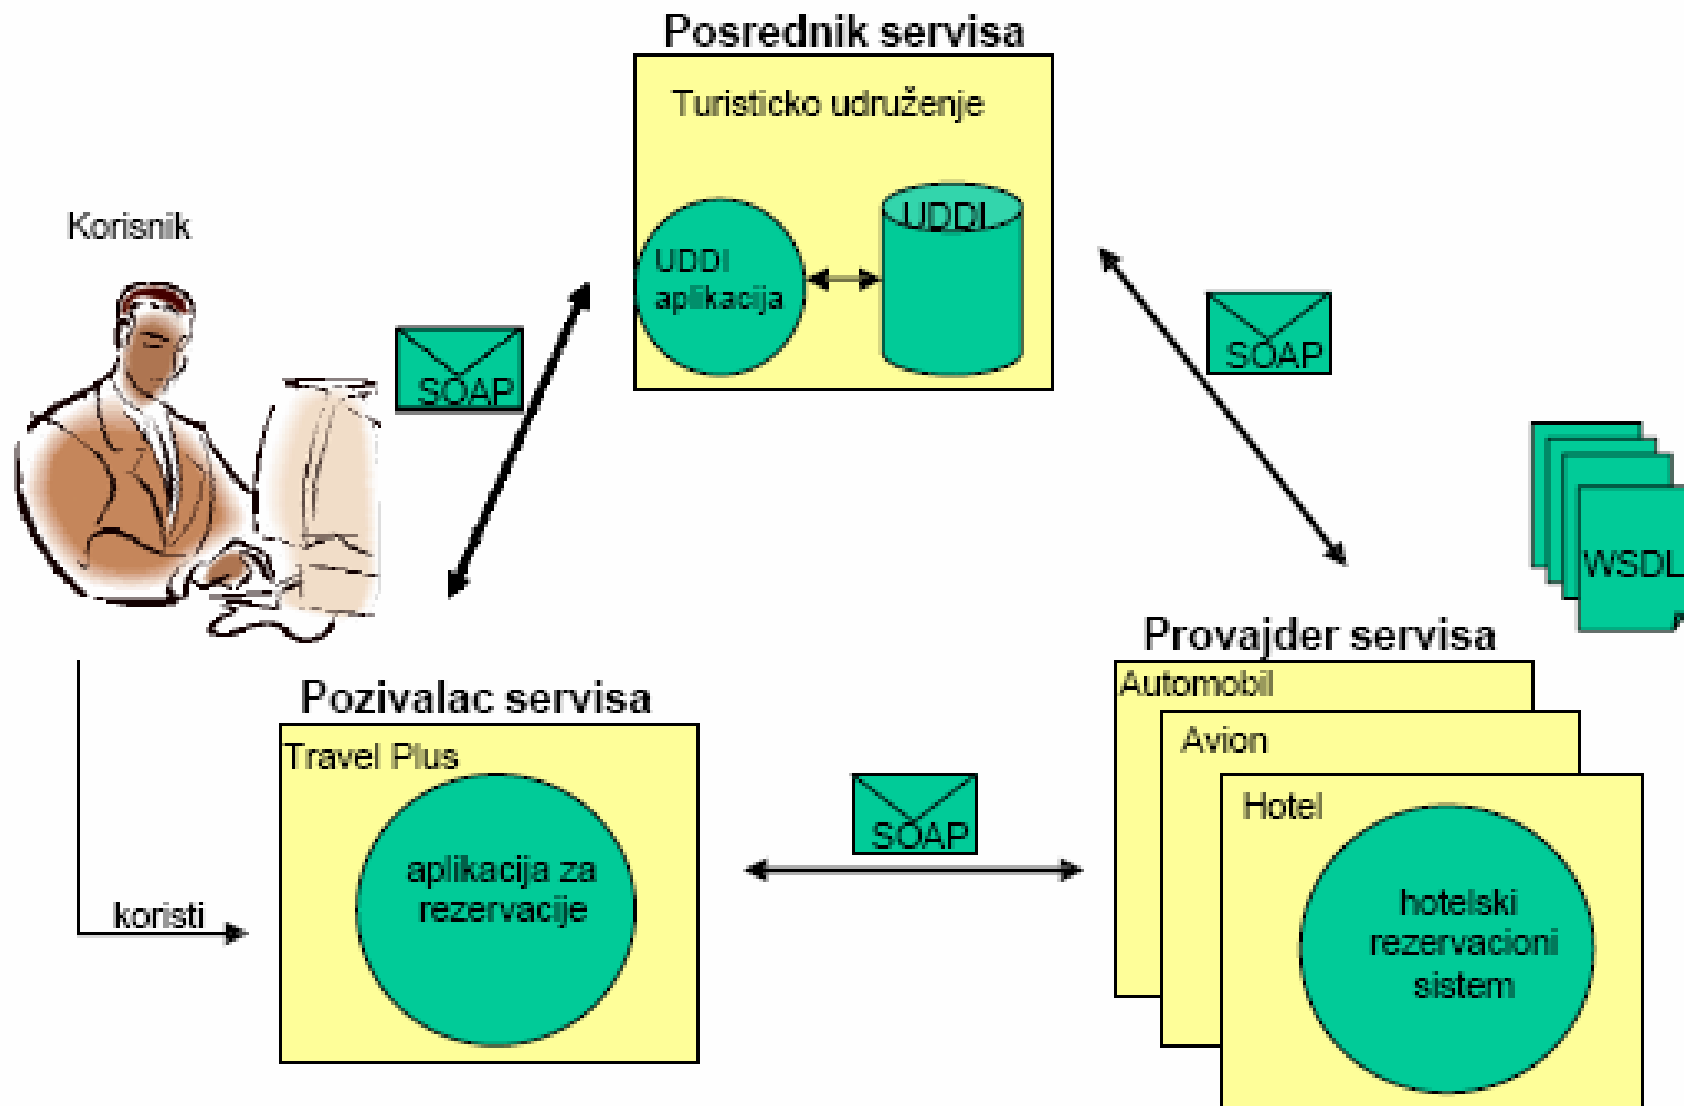 Posrednik servisa
Turisticko udruženje
UDDI
UDDI
aplikacija
Korisnik
SOAP
SOAP
WSDL
Provajder servisa
Automobil
Avion
Hotel
hotelski
rezervacioni
sistem
Pozivalac servisa
Travel Plus
aplikacija za
rezervacije
SOAP
koristi